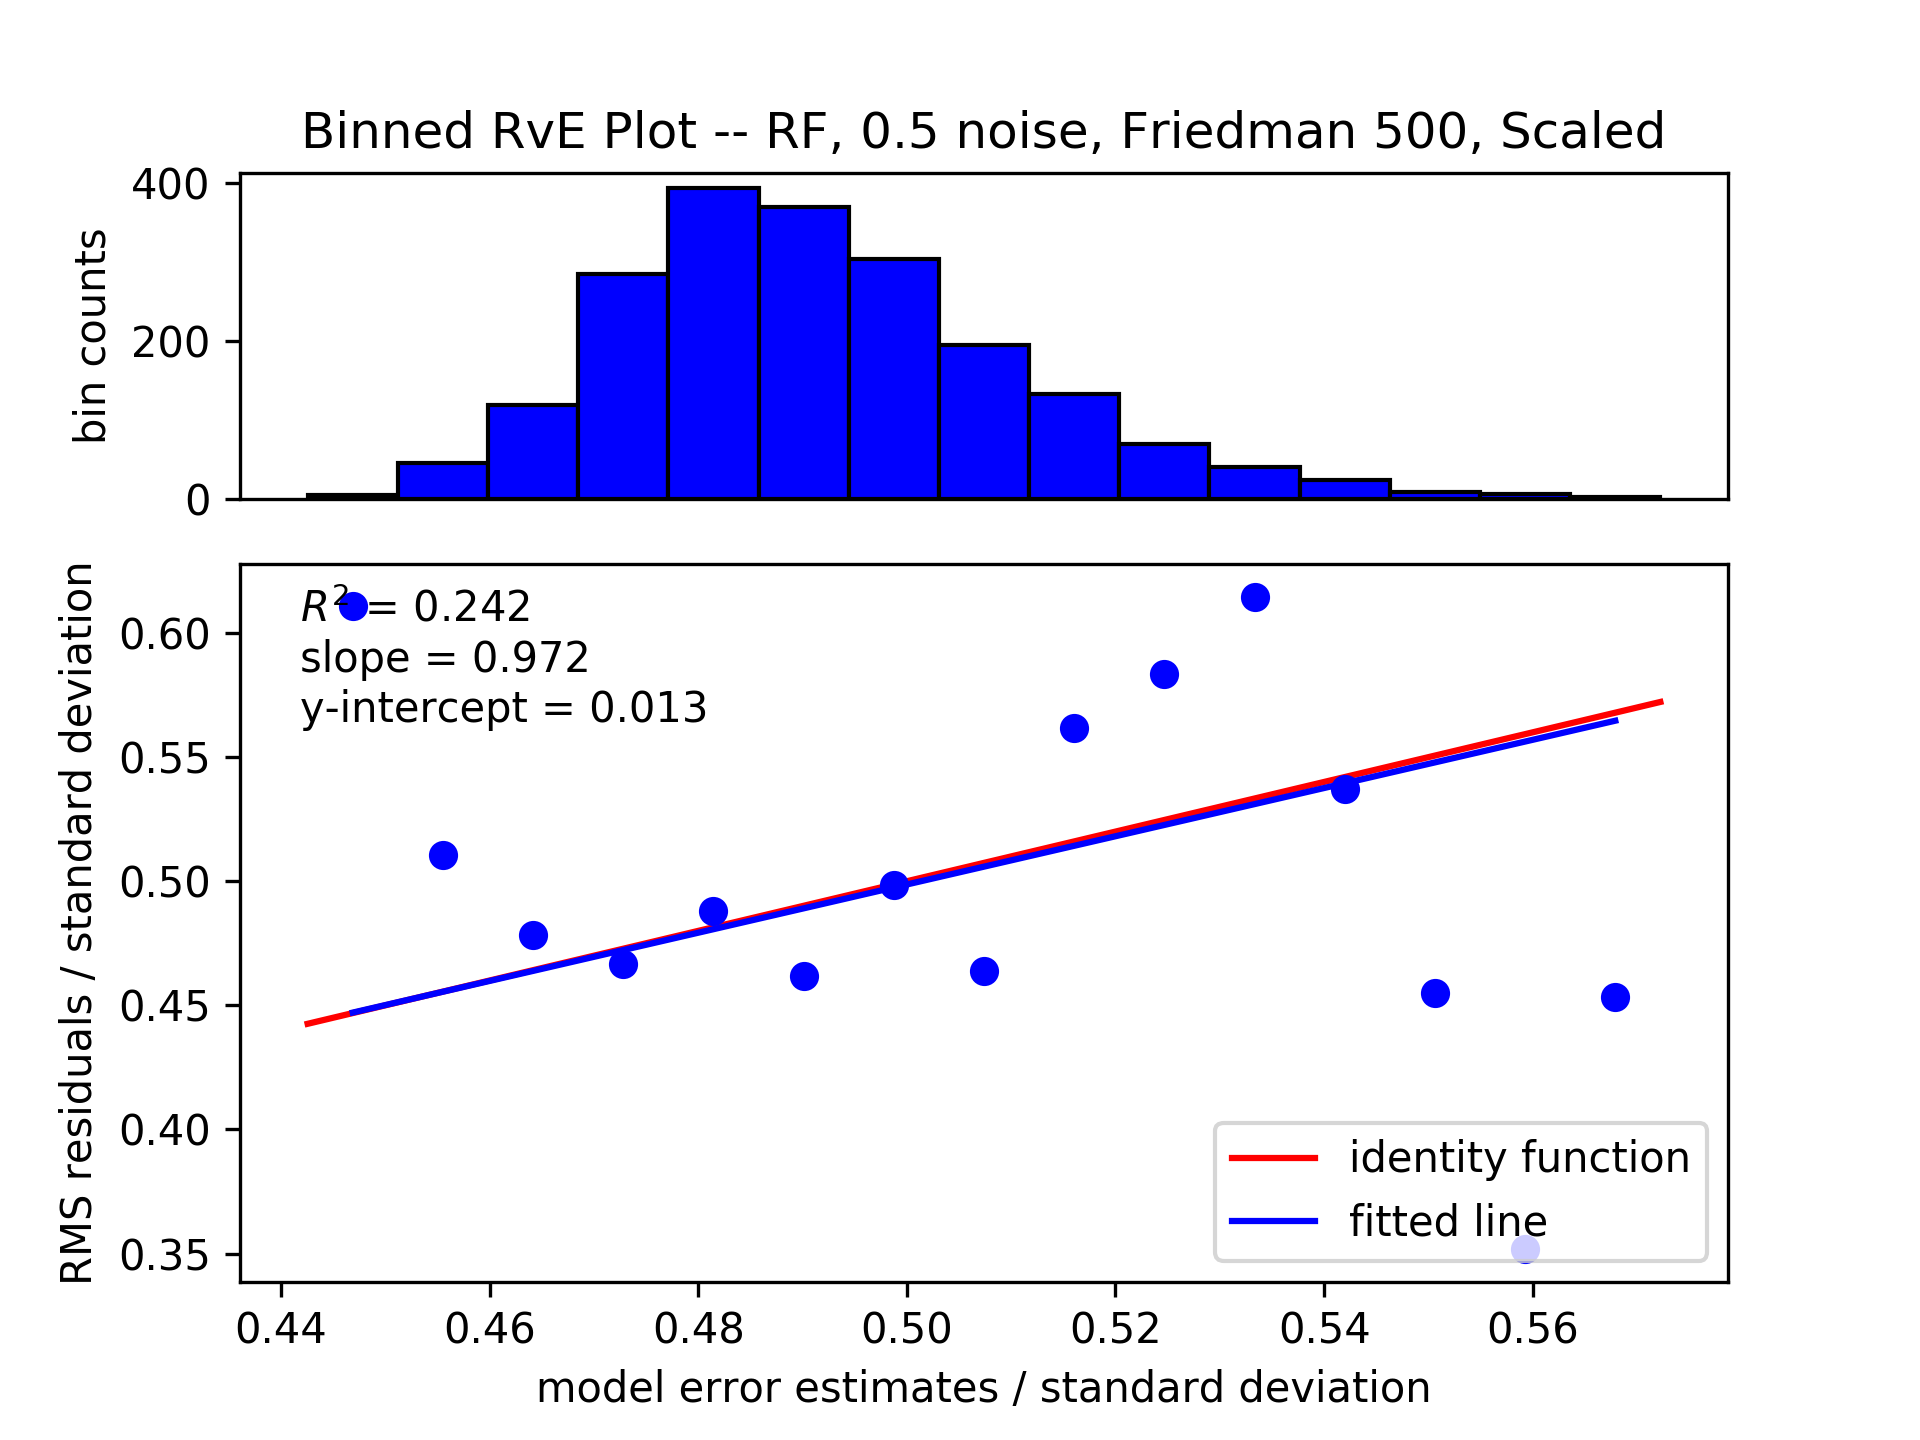 Binned RvE Plot -- RF, 0.5 noise, Friedman 500, Scaled
400
200
0
bin counts
R² = 0.242
slope = 0.972
y-intercept = 0.013
0.60
0.55
0.50
0.45
0.40
0.35
RMS residuals / standard deviation
identity function
fitted line
0.44 0.46 0.48 0.50 0.52 0.54 0.56
model error estimates / standard deviation